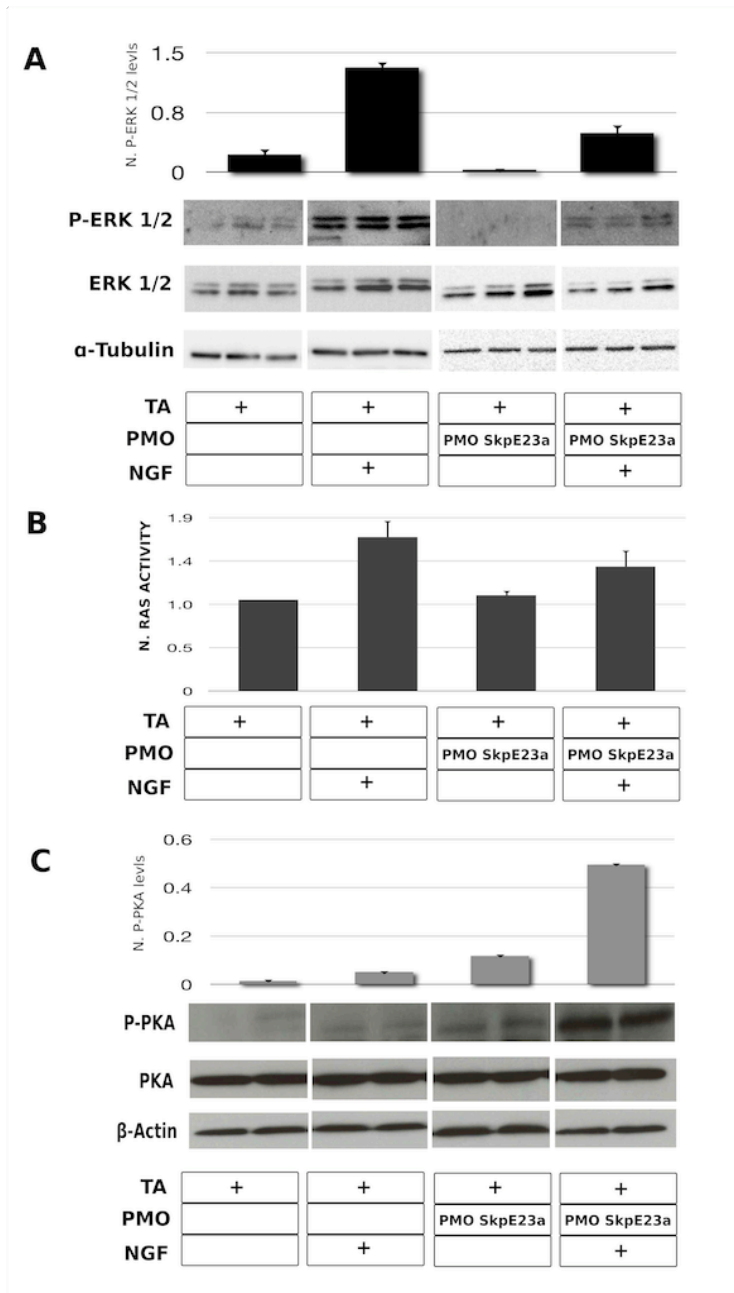 A
N. P-ERK 1/2 levls
1.5
0.8
0
P-ERK 1/2
ERK 1/2
α-Tubulin
TA + + + +
PMO PMO SkpE23a PMO SkpE23a
NGF + +
B
N. RAS ACTIVITY
1.9
1.4
1.0
0.5
0
TA + + + +
PMO PMO SkpE23a PMO SkpE23a
NGF + +
C
N. P-PKA levls
0.6
0.4
0.2
0
P-PKA
PKA
β-Actin
TA + + + +
PMO PMO SkpE23a PMO SkpE23a
NGF + +